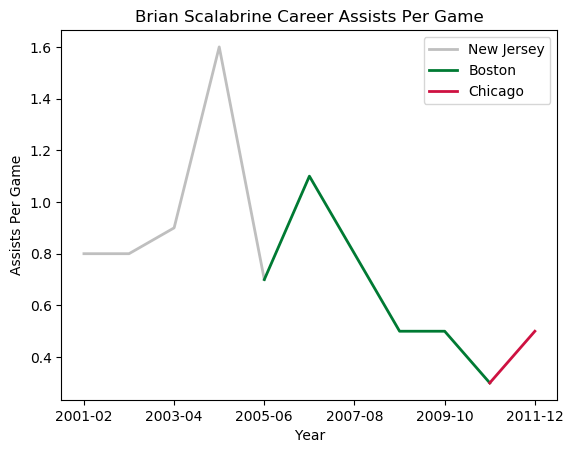 Brian Scalabrine Career Assists Per Game
New Jersey
Boston
Chicago
1.6
1.4
1.2
1.0
0.8
0.6
0.4
Assists Per Game
2001-02 2003-04 2005-06 2007-08 2009-10 2011-12
Year